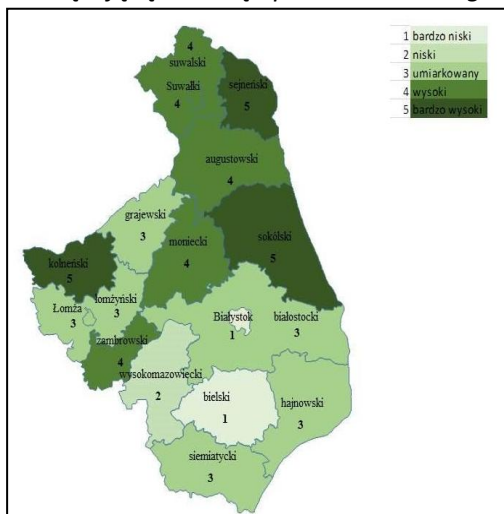 1 bardzo niski
2 niski
3 umiarkowany
4 wysoki
5 bardzo wysoki
4
suwalski
Suwałki
4
sejneński
5
augustowski
4
grajewski
3
moniecki
4
sokólski
5
kolneński
5
łomżyński
3
Łomża
3
zambrowski
4
Białystok
1
białostocki
3
wysokomazowiecki
2
bielski
1
hajnowski
3
siemiatycki
3